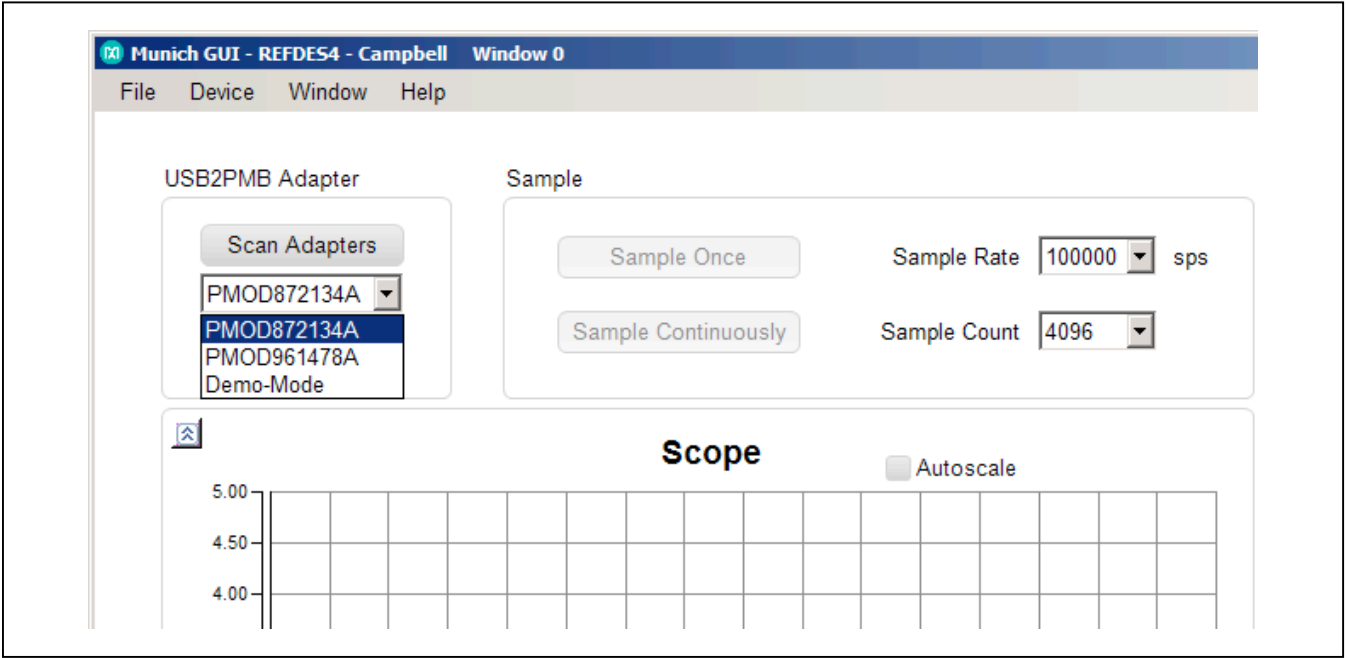 Munich GUI - REFDES4 - Campbell Window 0
File Device Window Help
USB2PMB Adapter
Scan Adapters
PMOD872134A
PMOD872134A
PMOD961478A
Demo-Mode
Sample
Sample Once
Sample Rate 100000 sps
Sample Continuously
Sample Count 4096
Scope
Autoscale
5.00
4.50
4.00